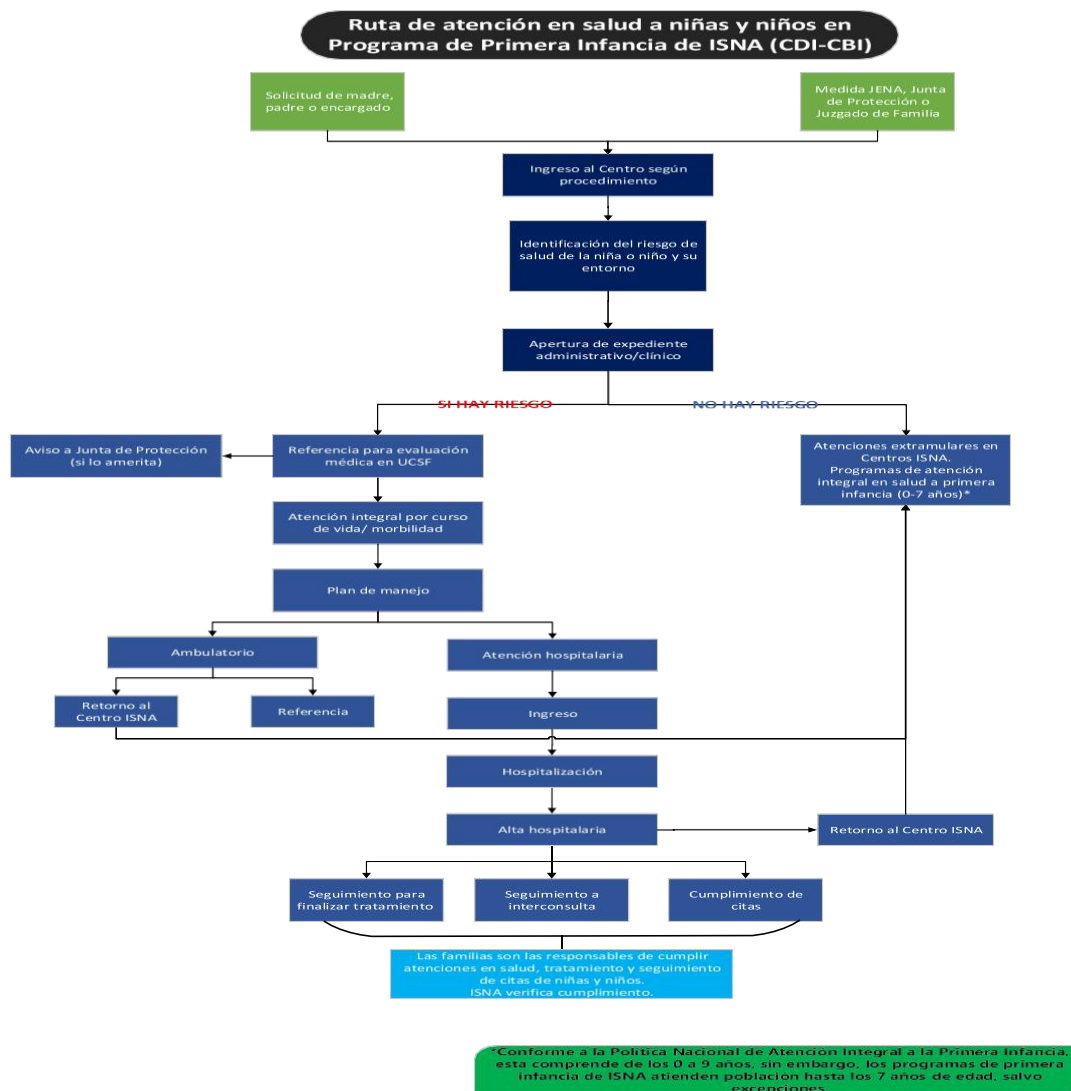 Ruta de atención en salud a niñas y niños en
Programa de Primera Infancia de ISNA (CDI-CBI)
Solicitud de madre,
padre o encargado
Medida JENA, Junta
de Protección o
Juzgado de Familia
Ingreso al Centro según
procedimiento
Identificación del riesgo de
salud de la niña o niño y su
entorno
Apertura de expediente
administrativo/clínico
SI HAY RIESGO
NO HAY RIESGO
Aviso a Junta de Protección
(si lo amerita)
Referencia para evaluación
médica en UCSF
Atenciones extramulares en
Centros ISNA.
Programas de atención
integral en salud a primera
infancia (0-7 años)*
Atención integral por curso
de vida/ morbilidad
Plan de manejo
Ambulatorio
Atención hospitalaria
Retorno al
Centro ISNA
Referencia
Ingreso
Hospitalización
Alta hospitalaria
Retorno al Centro ISNA
Seguimiento para
finalizar tratamiento
Seguimiento a
interconsulta
Cumplimiento de
citas
Las familias son las responsables de cumplir
atenciones en salud, tratamiento y seguimiento
de citas de niñas y niños.
ISNA verifica cumplimiento.
*Conforme a la Política Nacional de Atención Integral a la Primera Infancia,
esta comprende de los 0 a 9 años, sin embargo, los programas de primera
infancia de ISNA atienden población hasta los 7 años de edad, salvo
excepciones